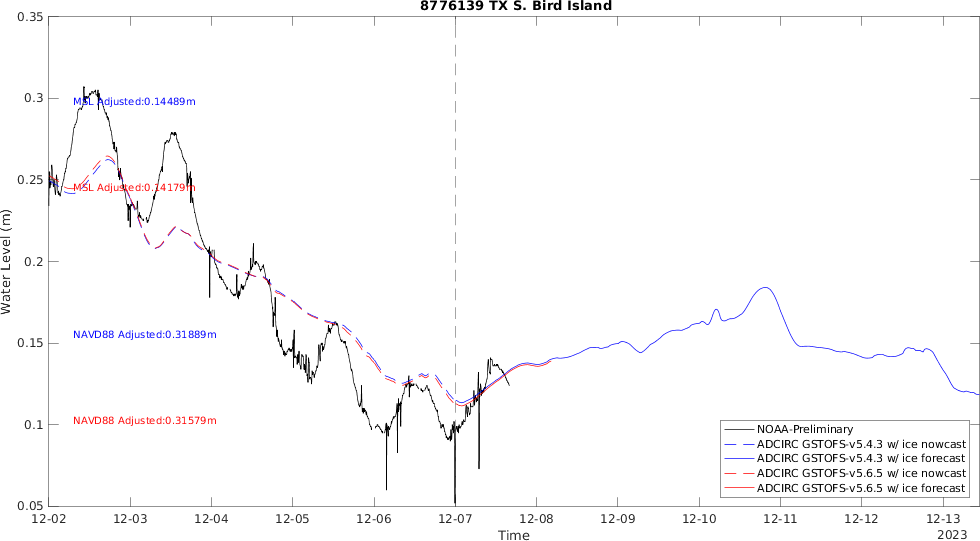 8776139 TX S. Bird Island
0.35
0.3
0.25
0.2
0.15
0.1
0.05
Water Level (m)
MSL Adjusted:0.14489m
MSL Adjusted:0.14179m
NAVD88 Adjusted:0.31889m
NAVD88 Adjusted:0.31579m
NOAA-Preliminary
ADCIRC GSTOFS-v5.4.3 w/ ice nowcast
ADCIRC GSTOFS-v5.4.3 w/ ice forecast
ADCIRC GSTOFS-v5.6.5 w/ ice nowcast
ADCIRC GSTOFS-v5.6.5 w/ ice forecast
12-02 12-03 12-04 12-05 12-06 12-07 12-08 12-09 12-10 12-11 12-12 12-13
Time
2023